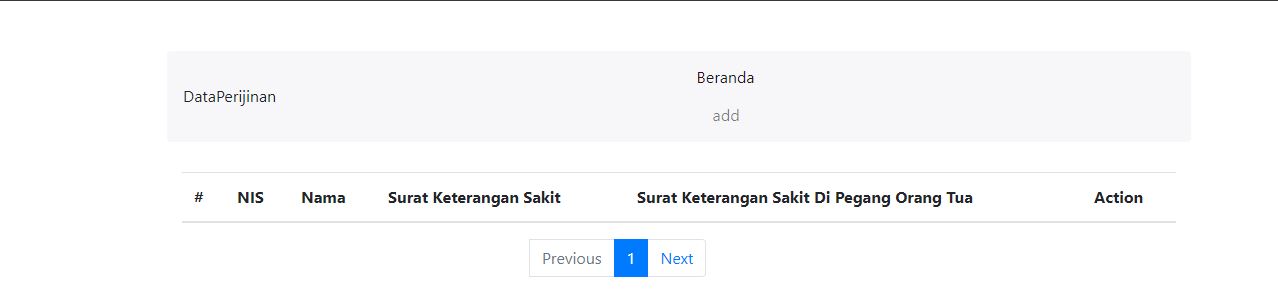 Beranda
DataPerijinan
add
# NIS Nama Surat Keterangan Sakit Surat Keterangan Sakit Di Pegang Orang Tua Action
Previous 1 Next